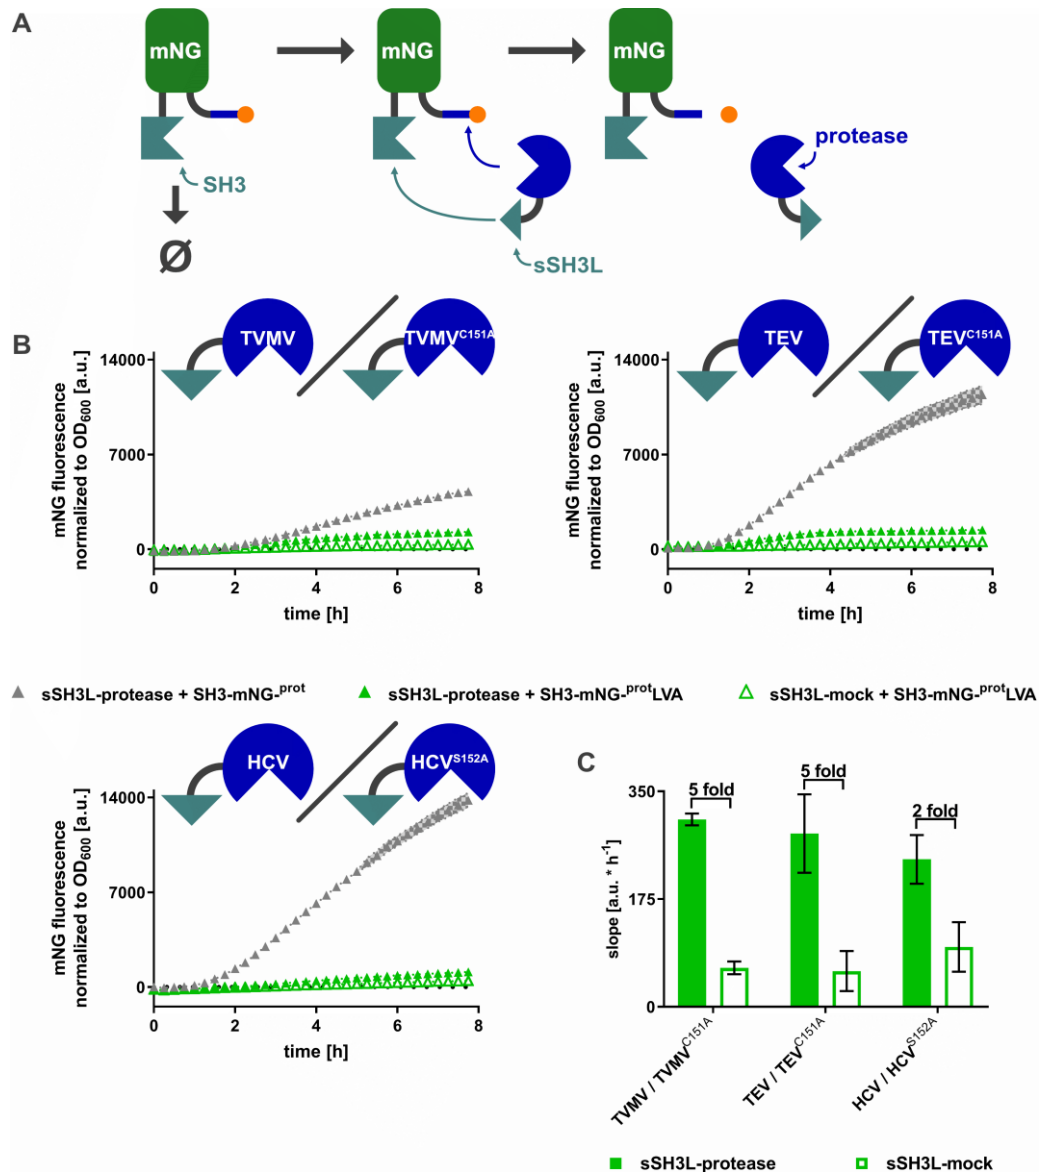 A
mNG
mNG
mNG
protease
SH3
Ø
sSH3L
B
TVMV
TVMV^C151A
14000
7000
0
mNG fluorescence
normalized to OD₆₀₀ [a.u.]
0 2 4 6 8
time [h]
TEV
TEV^C151A
14000
7000
0
mNG fluorescence
normalized to OD₆₀₀ [a.u.]
0 2 4 6 8
time [h]
sSH3L-protease + SH3-mNG-^prot
sSH3L-protease + SH3-mNG-^protLVA
sSH3L-mock + SH3-mNG-^protLVA
HCV
HCV^S152A
14000
7000
0
mNG fluorescence
normalized to OD₆₀₀ [a.u.]
0 2 4 6 8
time [h]
C
5 fold
5 fold
2 fold
350
175
0
slope [a.u. * h⁻¹]
TVMV / TVMV^C151A
TEV / TEV^C151A
HCV / HCV^S152A
sSH3L-protease
sSH3L-mock